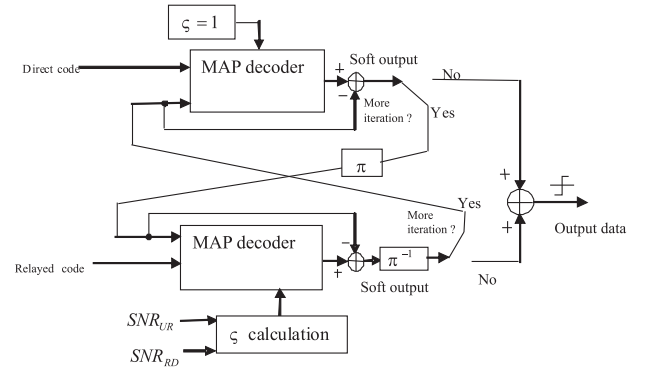 ς = 1
Direct code
MAP decoder
+
Soft output
−
More
iteration ?
No
Yes
π
+
+
Output data
Yes
More
iteration ?
MAP decoder
Relayed code
−
+
π⁻¹
Soft output
No
SNR_UR
ς calculation
SNR_RD